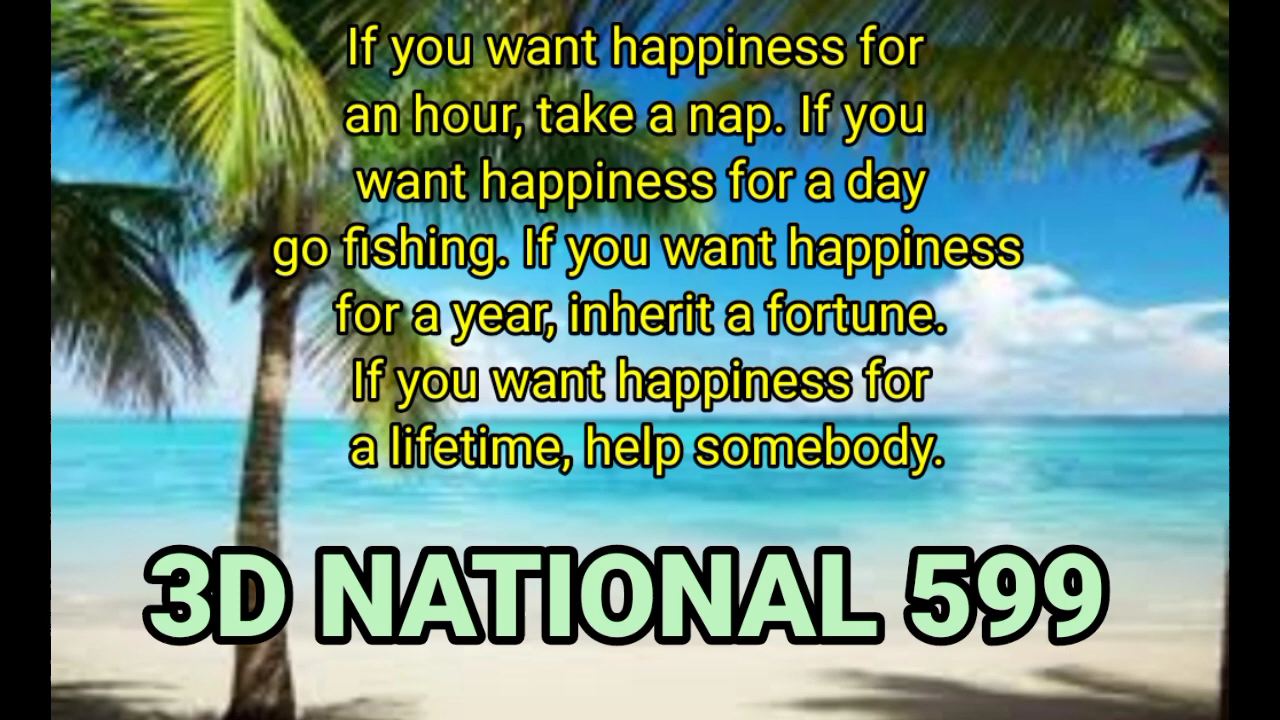 If you want happiness for
an hour, take a nap. If you
want happiness for a day
go fishing. If you want happiness
for a year, inherit a fortune.
If you want happiness for
a lifetime, help somebody.
3D NATIONAL 599